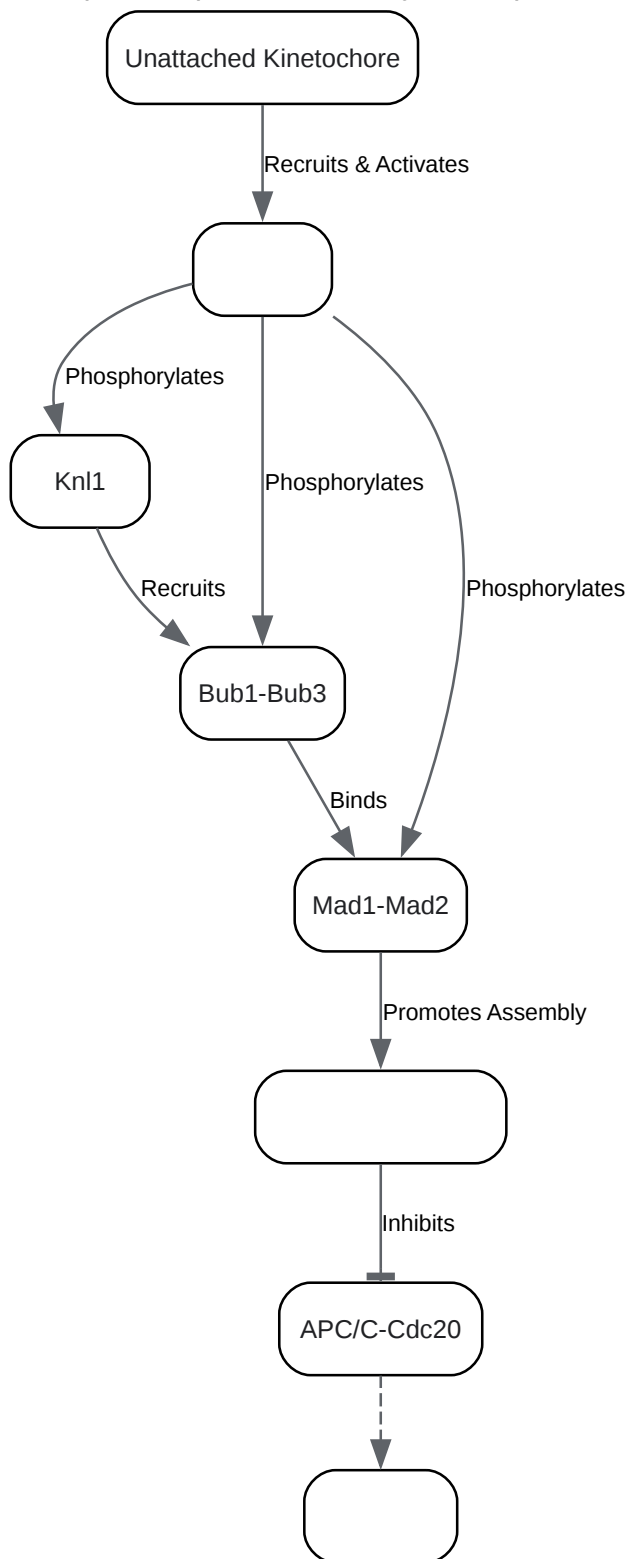 Unattached Kinetochore
Recruits & Activates
Phosphorylates
Knl1
Phosphorylates
Recruits
Phosphorylates
Bub1-Bub3
Binds
Mad1-Mad2
Promotes Assembly
Inhibits
APC/C-Cdc20